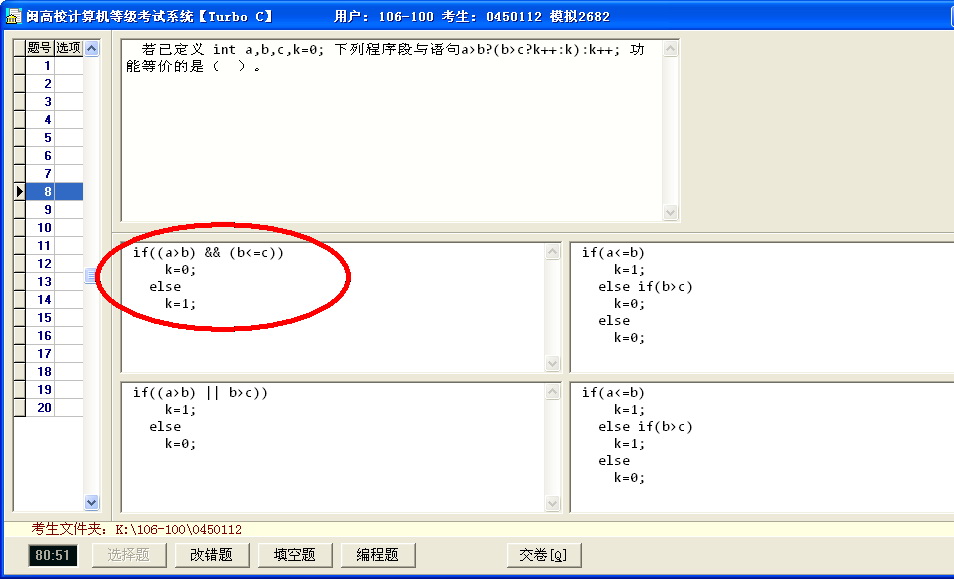 闽高校计算机等级考试系统【Turbo C】 用户: 106-100 考生: 0450112 模拟2682
题号 选项
1
2
3
4
5
6
7
8
9
10
11
12
13
14
15
16
17
18
19
20
若已定义 int a,b,c,k=0; 下列程序段与语句a>b?(b>c?k++:k):k++; 功
能等价的是（ ）。
if((a>b) && (b<=c))
k=0;
else
k=1;
if(a<=b)
k=1;
else if(b>c)
k=0;
else
k=0;
if((a>b) || b>c))
k=1;
else
k=0;
if(a<=b)
k=1;
else if(b>c)
k=1;
else
k=0;
考生文件夹: K:\106-100\0450112
80:51 选择题 改错题 填空题 编程题 交卷[Q]